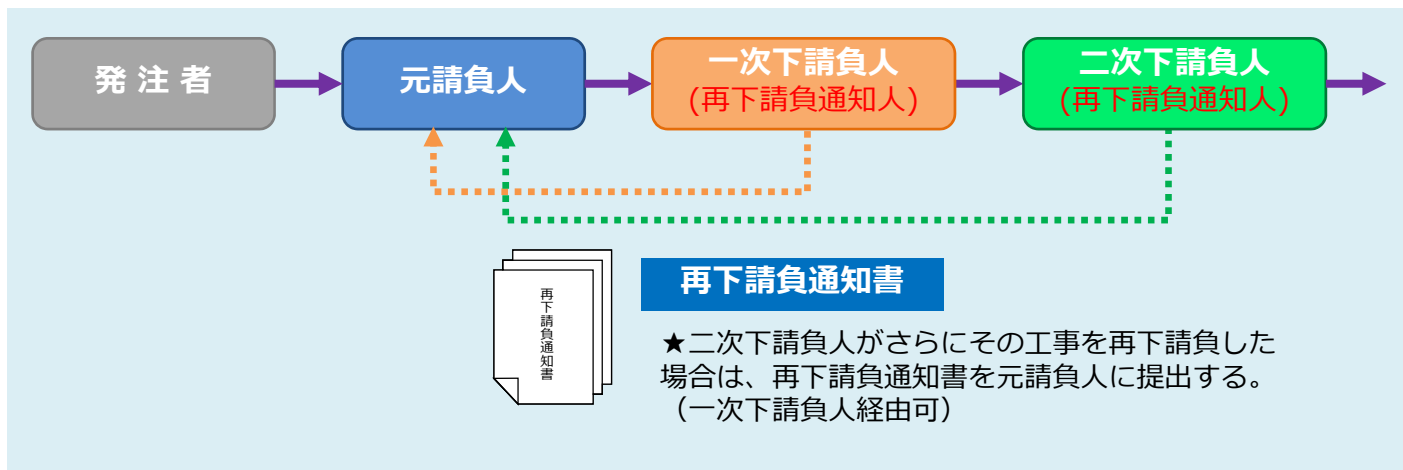 発 注 者
元請負人
一次下請負人
(再下請負通知人)
二次下請負人
(再下請負通知人)
再下請負通知書
再下請負通知書
★二次下請負人がさらにその工事を再下請負した
場合は、再下請負通知書を元請負人に提出する。
（一次下請負人経由可）